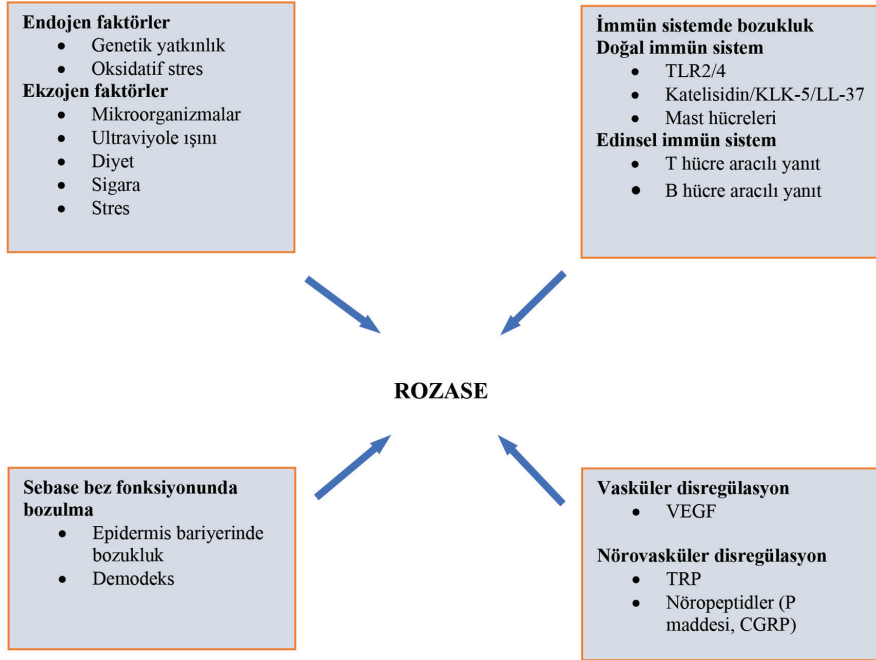 Endojen faktörler
• Genetik yatkınlık
• Oksidatif stres
Ekzojen faktörler
• Mikroorganizmalar
• Ultraviyole ışını
• Diyet
• Sigara
• Stres
İmmün sistemde bozukluk
Doğal immün sistem
• TLR2/4
• Katelisidin/KLK-5/LL-37
• Mast hücreleri
Edinsel immün sistem
• T hücre aracılı yanıt
• B hücre aracılı yanıt
ROZASE
Sebase bez fonksiyonunda
bozulma
• Epidermis bariyerinde
bozukluk
• Demodeks
Vasküler disregülasyon
• VEGF
Nörovasküler disregülasyon
• TRP
• Nöropeptidler (P
maddesi, CGRP)